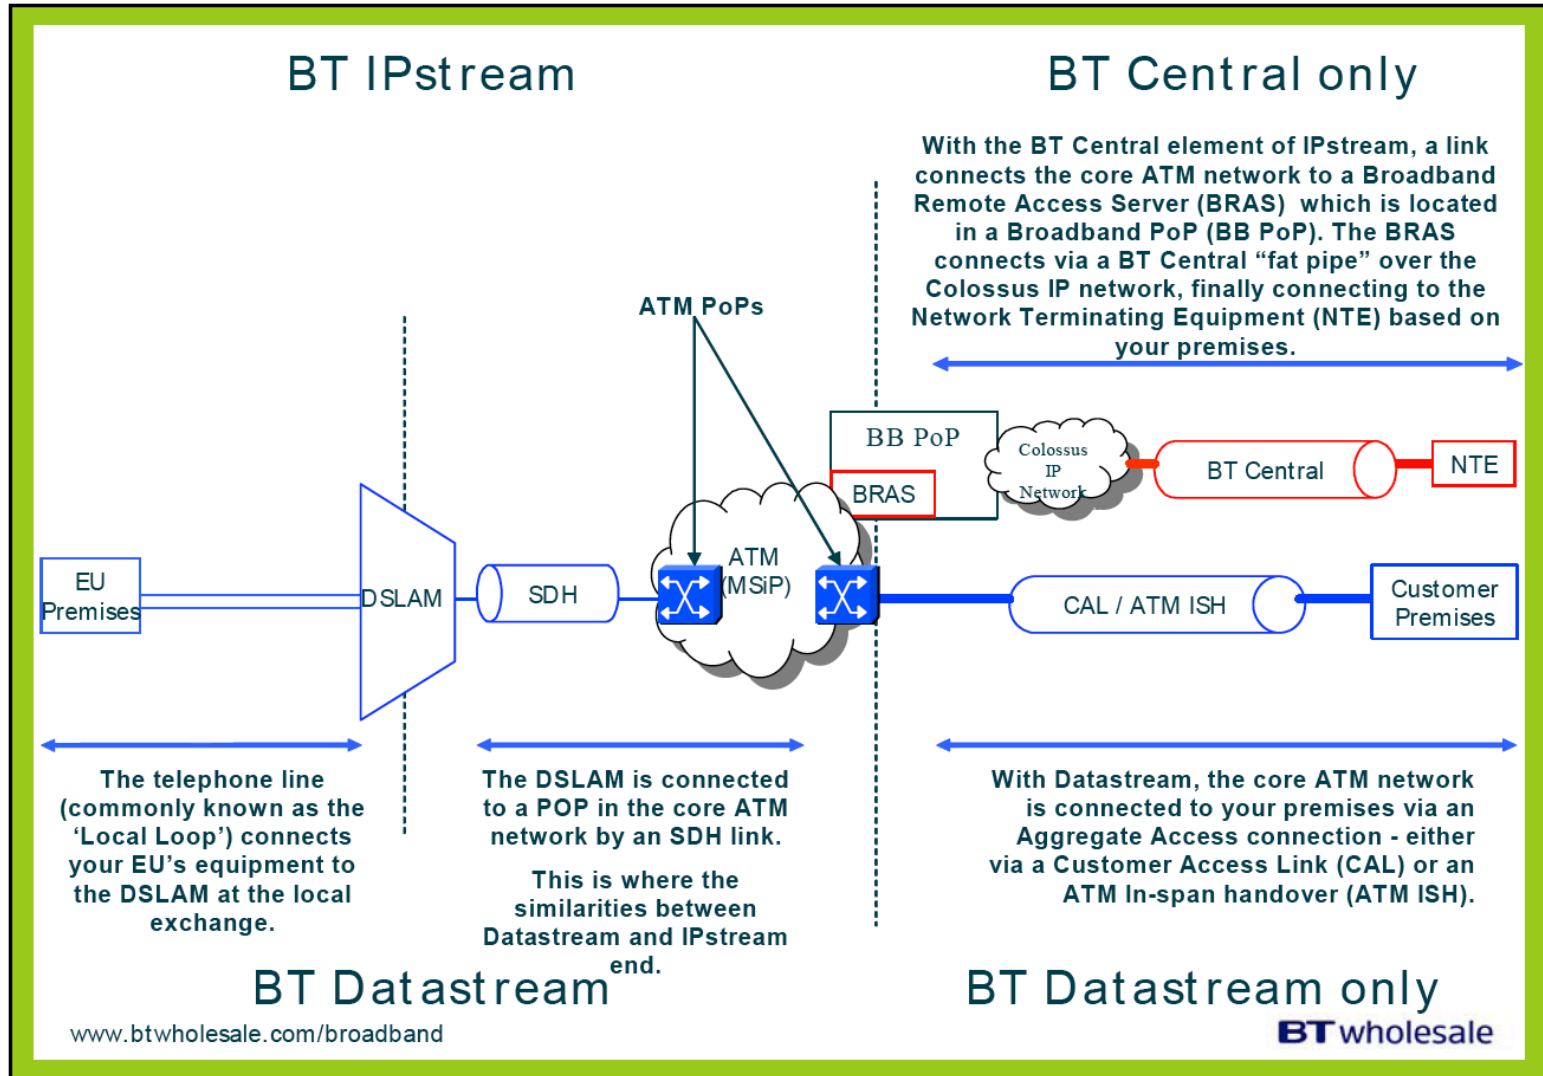 BT IPstream
BT Central only
With the BT Central element of IPstream, a link
connects the core ATM network to a Broadband
Remote Access Server (BRAS) which is located
in a Broadband PoP (BB PoP). The BRAS
connects via a BT Central “fat pipe” over the
Colossus IP network, finally connecting to the
Network Terminating Equipment (NTE) based on
your premises.
ATM PoPs
BB PoP
BRAS
Colossus
IP
Network
BT Central
NTE
EU
Premises
DSLAM
SDH
ATM
(MSiP)
CAL / ATM ISH
Customer
Premises
The telephone line
(commonly known as the
‘Local Loop’) connects
your EU’s equipment to
the DSLAM at the local
exchange.
The DSLAM is connected
to a POP in the core ATM
network by an SDH link.
This is where the
similarities between
Datastream and IPstream
end.
With Datastream, the core ATM network
is connected to your premises via an
Aggregate Access connection - either
via a Customer Access Link (CAL) or an
ATM In-span handover (ATM ISH).
BT Datastream
BT Datastream only
www.btwholesale.com/broadband
BT wholesale